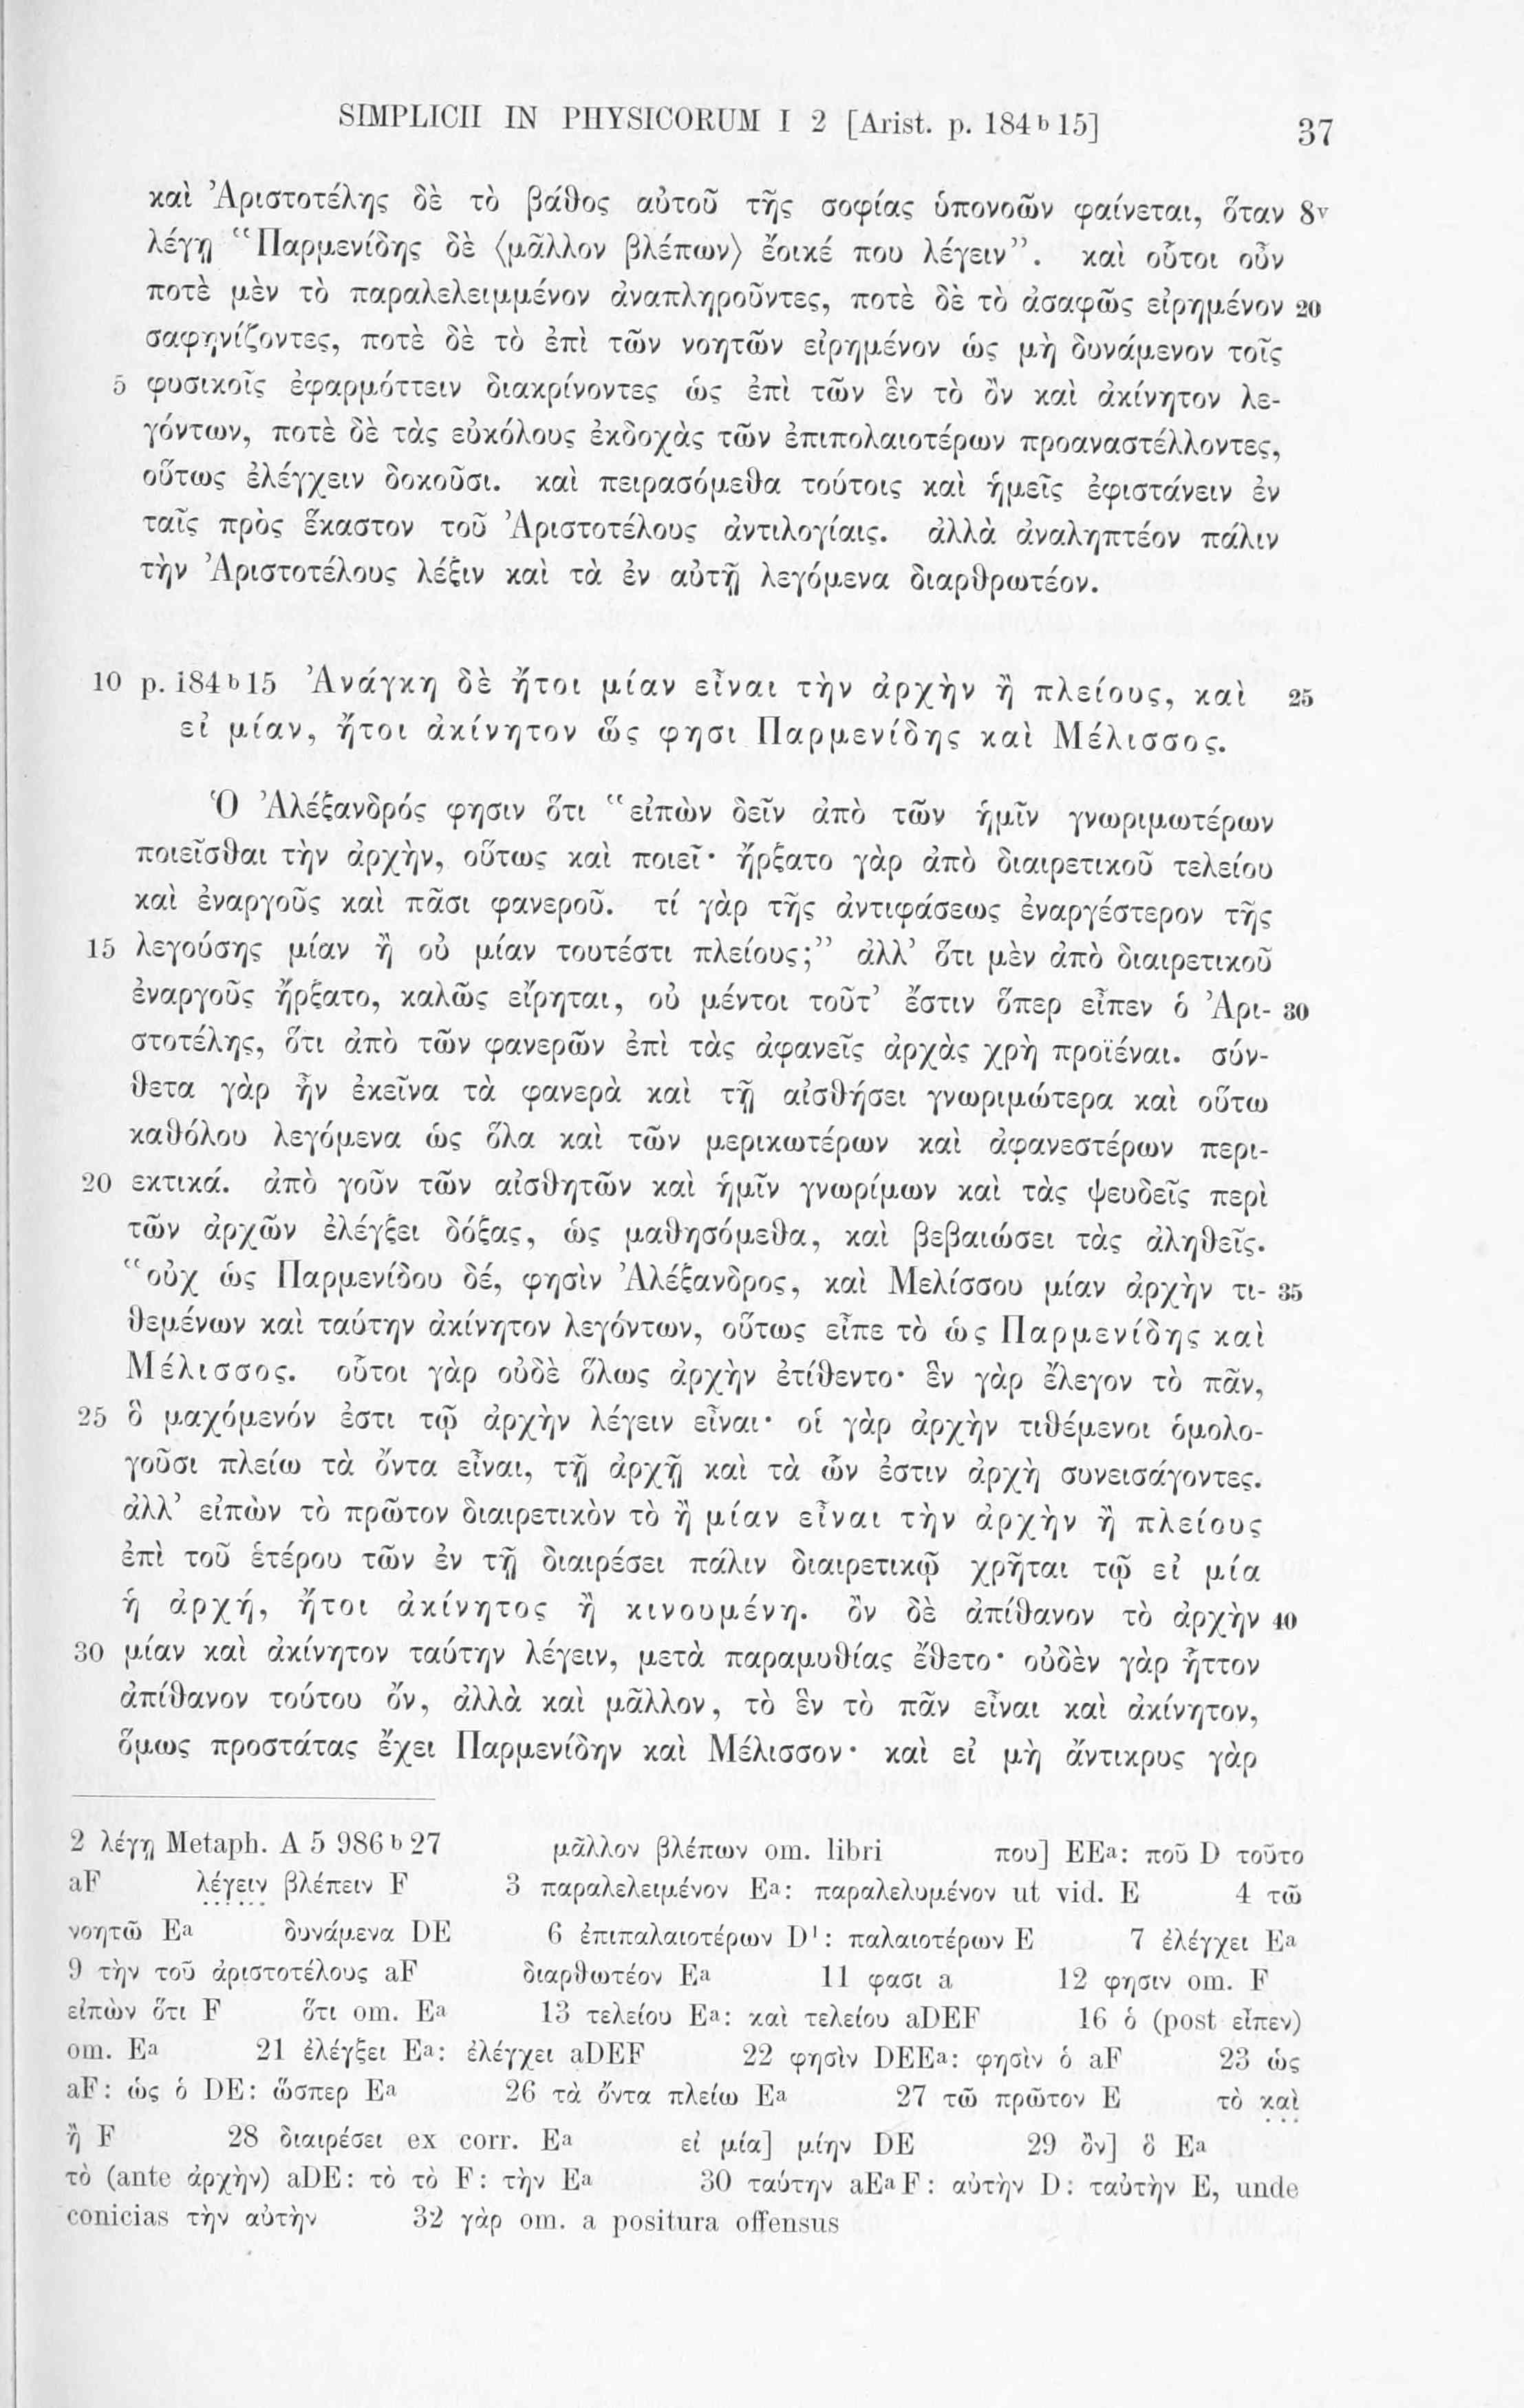 SIMPLICII IN PHYSICORUM I 2 [Arist. p. 184ᵇ15] 37
καὶ Ἀριστοτέλης δὲ τὸ βάθος αὐτοῦ τῆς σοφίας ὑπονοῶν φαίνεται, ὅταν 8ᵛ
λέγῃ “Παρμενίδης δὲ ⟨μᾶλλον βλέπων⟩ ἔοικέ που λέγειν”. καὶ οὗτοι οὖν
ποτὲ μὲν τὸ παραλελειμμένον ἀναπληροῦντες, ποτὲ δὲ τὸ ἀσαφῶς εἰρημένον 20
σαφηνίζοντες, ποτὲ δὲ τὸ ἐπὶ τῶν νοητῶν εἰρημένον ὡς μὴ δυνάμενον τοῖς
5 φυσικοῖς ἐφαρμόττειν διακρίνοντες ὡς ἐπὶ τῶν ἓν τὸ ὂν καὶ ἀκίνητον λε-
γόντων, ποτὲ δὲ τὰς εὐκόλους ἐκδοχὰς τῶν ἐπιπολαιοτέρων προαναστέλλοντες,
οὕτως ἐλέγχειν δοκοῦσι. καὶ πειρασόμεθα τούτοις καὶ ἡμεῖς ἐφιστάνειν ἐν
ταῖς πρὸς ἕκαστον τοῦ Ἀριστοτέλους ἀντιλογίαις. ἀλλὰ ἀναληπτέον πάλιν
τὴν Ἀριστοτέλους λέξιν καὶ τὰ ἐν αὐτῇ λεγόμενα διαρθρωτέον.
10 p. 184ᵇ15 Ἀνάγκη δὲ ἤτοι μίαν εἶναι τὴν ἀρχὴν ἢ πλείους, καὶ 25
εἰ μίαν, ἤτοι ἀκίνητον ὥς φησι Παρμενίδης καὶ Μέλισσος.
Ὁ Ἀλέξανδρός φησιν ὅτι “εἰπὼν δεῖν ἀπὸ τῶν ἡμῖν γνωριμωτέρων
ποιεῖσθαι τὴν ἀρχὴν, οὕτως καὶ ποιεῖ· ἤρξατο γὰρ ἀπὸ διαιρετικοῦ τελείου
καὶ ἐναργοῦς καὶ πᾶσι φανεροῦ. τί γὰρ τῆς ἀντιφάσεως ἐναργέστερον τῆς
15 λεγούσης μίαν ἢ οὐ μίαν τουτέστι πλείους;” ἀλλ’ ὅτι μὲν ἀπὸ διαιρετικοῦ
ἐναργοῦς ἤρξατο, καλῶς εἴρηται, οὐ μέντοι τοῦτ’ ἔστιν ὅπερ εἶπεν ὁ Ἀρι- 30
στοτέλης, ὅτι ἀπὸ τῶν φανερῶν ἐπὶ τὰς ἀφανεῖς ἀρχὰς χρὴ προϊέναι. σύν-
θετα γὰρ ἦν ἐκεῖνα τὰ φανερὰ καὶ τῇ αἰσθήσει γνωριμώτερα καὶ οὕτω
καθόλου λεγόμενα ὡς ὅλα καὶ τῶν μερικωτέρων καὶ ἀφανεστέρων περι-
20 εκτικά. ἀπὸ γοῦν τῶν αἰσθητῶν καὶ ἡμῖν γνωρίμων καὶ τὰς ψευδεῖς περὶ
τῶν ἀρχῶν ἐλέγξει δόξας, ὡς μαθησόμεθα, καὶ βεβαιώσει τὰς ἀληθεῖς.
“οὐχ ὡς Παρμενίδου δέ, φησὶν Ἀλέξανδρος, καὶ Μελίσσου μίαν ἀρχὴν τι- 35
θεμένων καὶ ταύτην ἀκίνητον λεγόντων, οὕτως εἶπε τὸ ὡς Παρμενίδης καὶ
Μέλισσος. οὗτοι γὰρ οὐδὲ ὅλως ἀρχὴν ἐτίθεντο· ἓν γὰρ ἔλεγον τὸ πᾶν,
25 ὃ μαχόμενόν ἐστι τῷ ἀρχὴν λέγειν εἶναι· οἱ γὰρ ἀρχὴν τιθέμενοι ὁμολο-
γοῦσι πλείω τὰ ὄντα εἶναι, τῇ ἀρχῇ καὶ τὰ ὧν ἐστιν ἀρχὴ συνεισάγοντες.
ἀλλ’ εἰπὼν τὸ πρῶτον διαιρετικὸν τὸ ἢ μίαν εἶναι τὴν ἀρχὴν ἢ πλείους
ἐπὶ τοῦ ἑτέρου τῶν ἐν τῇ διαιρέσει πάλιν διαιρετικῷ χρῆται τῷ εἰ μία
ἡ ἀρχή, ἤτοι ἀκίνητος ἢ κινουμένη. ὂν δὲ ἀπίθανον τὸ ἀρχὴν 40
30 μίαν καὶ ἀκίνητον ταύτην λέγειν, μετὰ παραμυθίας ἔθετο· οὐδὲν γὰρ ἧττον
ἀπίθανον τούτου ὄν, ἀλλὰ καὶ μᾶλλον, τὸ ἓν τὸ πᾶν εἶναι καὶ ἀκίνητον,
ὅμως προστάτας ἔχει Παρμενίδην καὶ Μέλισσον· καὶ εἰ μὴ ἄντικρυς γὰρ
2 λέγῃ Metaph. A 5 986ᵇ27 μᾶλλον βλέπων om. libri που] EEᵃ: ποῦ D τοῦτο
aF λέγειν βλέπειν F 3 παραλελειμένον Eᵃ: παραλελυμένον ut vid. E 4 τῶ
νοητῶ Eᵃ δυνάμενα DE 6 ἐπιπαλαιοτέρων D¹: παλαιοτέρων E 7 ἐλέγχει Eᵃ
9 τὴν τοῦ ἀριστοτέλους aF διαρθωτέον Eᵃ 11 φασι a 12 φησιν om. F
εἰπὼν ὅτι F ὅτι om. Eᵃ 13 τελείου Eᵃ: καὶ τελείου aDEF 16 ὁ (post εἶπεν)
om. Eᵃ 21 ἐλέγξει Eᵃ: ἐλέγχει aDEF 22 φησὶν DEEᵃ: φησὶν ὁ aF 23 ὡς
aF: ὡς ὁ DE: ὥσπερ Eᵃ 26 τὰ ὄντα πλείω Eᵃ 27 τῶ πρῶτον E τὸ καὶ
ἢ F 28 διαιρέσει ex corr. Eᵃ εἰ μία] μίην DE 29 ὂν] ὃ Eᵃ
τὸ (ante ἀρχὴν) aDE: τὸ τὸ F: τὴν Eᵃ 30 ταύτην aEᵃF: αὐτὴν D: ταὐτὴν E, unde
conicias τὴν αὐτὴν 32 γὰρ om. a positura offensus